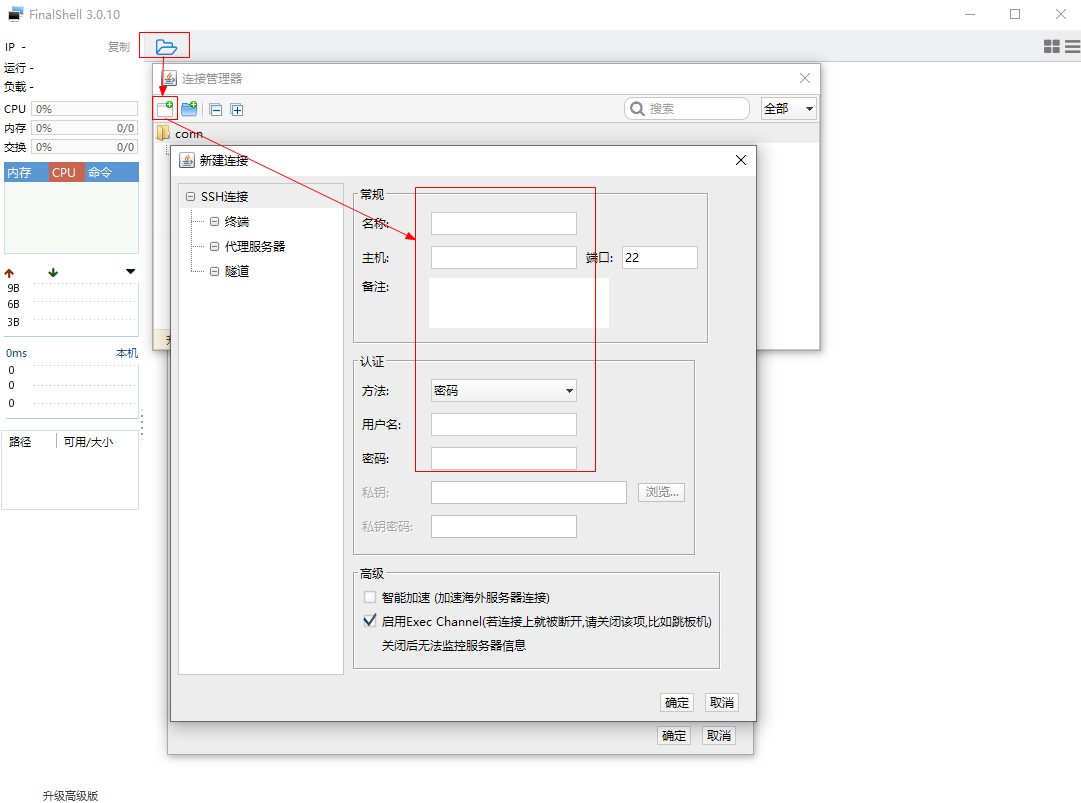 FinalShell 3.0.10
IP -
复制
运行 -
负载 -
CPU 0%
内存 0% 0/0
交换 0% 0/0
内存 CPU 命令
9B
6B
3B
0ms 本机
0
0
0
路径 可用/大小
升级高级版
连接管理器
搜索
全部
conn
新建连接
SSH连接
终端
代理服务器
隧道
常规
名称:
主机:
端口: 22
备注:
认证
方法: 密码
用户名:
密码:
私钥:
浏览...
私钥密码:
高级
智能加速 (加速海外服务器连接)
启用Exec Channel(若连接上就被断开,请关闭该项,比如跳板机)
关闭后无法监控服务器信息
确定 取消
确定 取消